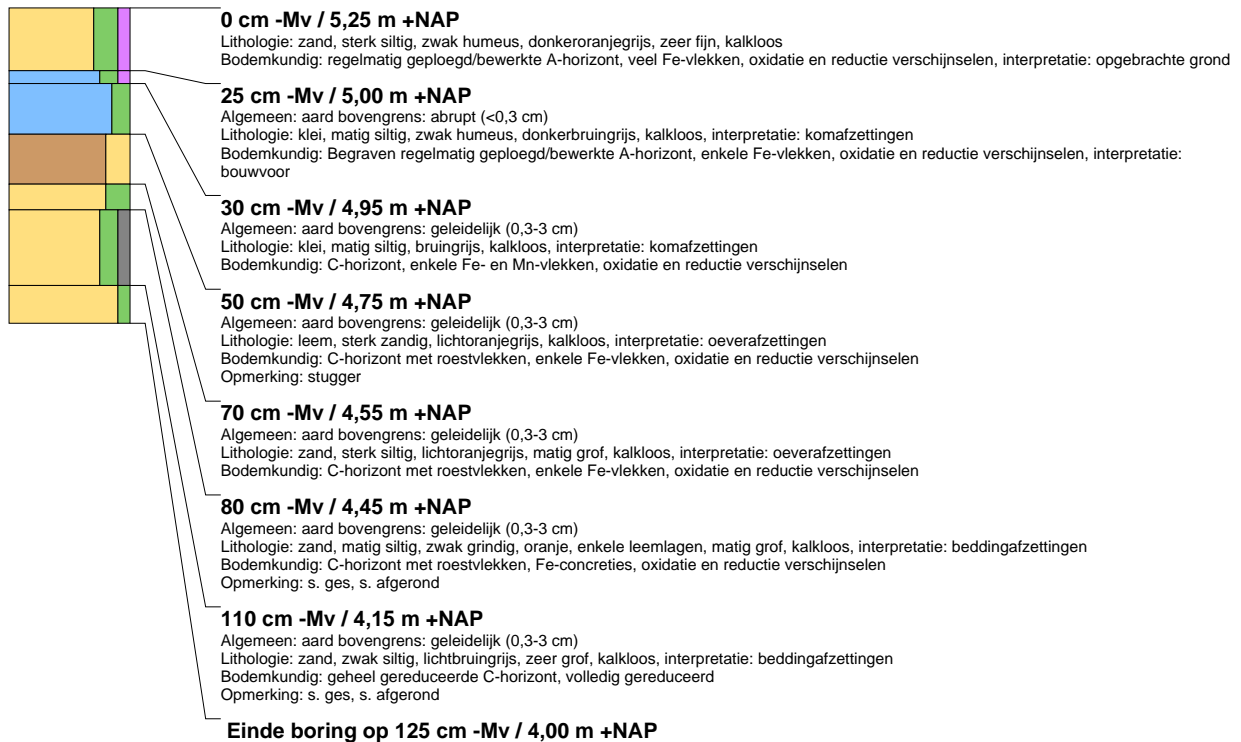 0 cm -Mv / 5,25 m +NAP
Lithologie: zand, sterk siltig, zwak humeus, donkeroranjegrijs, zeer fijn, kalkloos
Bodemkundig: regelmatig geploegd/bewerkte A-horizont, veel Fe-vlekken, oxidatie en reductie verschijnselen, interpretatie: opgebrachte grond
25 cm -Mv / 5,00 m +NAP
Algemeen: aard bovengrens: abrupt (<0,3 cm)
Lithologie: klei, matig siltig, zwak humeus, donkerbruingrijs, kalkloos, interpretatie: komafzettingen
Bodemkundig: Begraven regelmatig geploegd/bewerkte A-horizont, enkele Fe-vlekken, oxidatie en reductie verschijnselen, interpretatie:
bouwvoor
30 cm -Mv / 4,95 m +NAP
Algemeen: aard bovengrens: geleidelijk (0,3-3 cm)
Lithologie: klei, matig siltig, bruingrijs, kalkloos, interpretatie: komafzettingen
Bodemkundig: C-horizont, enkele Fe- en Mn-vlekken, oxidatie en reductie verschijnselen
50 cm -Mv / 4,75 m +NAP
Algemeen: aard bovengrens: geleidelijk (0,3-3 cm)
Lithologie: leem, sterk zandig, lichtoranjegrijs, kalkloos, interpretatie: oeverafzettingen
Bodemkundig: C-horizont met roestvlekken, enkele Fe-vlekken, oxidatie en reductie verschijnselen
Opmerking: stugger
70 cm -Mv / 4,55 m +NAP
Algemeen: aard bovengrens: geleidelijk (0,3-3 cm)
Lithologie: zand, sterk siltig, lichtoranjegrijs, matig grof, kalkloos, interpretatie: oeverafzettingen
Bodemkundig: C-horizont met roestvlekken, enkele Fe-vlekken, oxidatie en reductie verschijnselen
80 cm -Mv / 4,45 m +NAP
Algemeen: aard bovengrens: geleidelijk (0,3-3 cm)
Lithologie: zand, matig siltig, zwak grindig, oranje, enkele leemlagen, matig grof, kalkloos, interpretatie: beddingafzettingen
Bodemkundig: C-horizont met roestvlekken, Fe-concreties, oxidatie en reductie verschijnselen
Opmerking: s. ges, s. afgerond
110 cm -Mv / 4,15 m +NAP
Algemeen: aard bovengrens: geleidelijk (0,3-3 cm)
Lithologie: zand, zwak siltig, lichtbruingrijs, zeer grof, kalkloos, interpretatie: beddingafzettingen
Bodemkundig: geheel gereduceerde C-horizont, volledig gereduceerd
Opmerking: s. ges, s. afgerond
Einde boring op 125 cm -Mv / 4,00 m +NAP